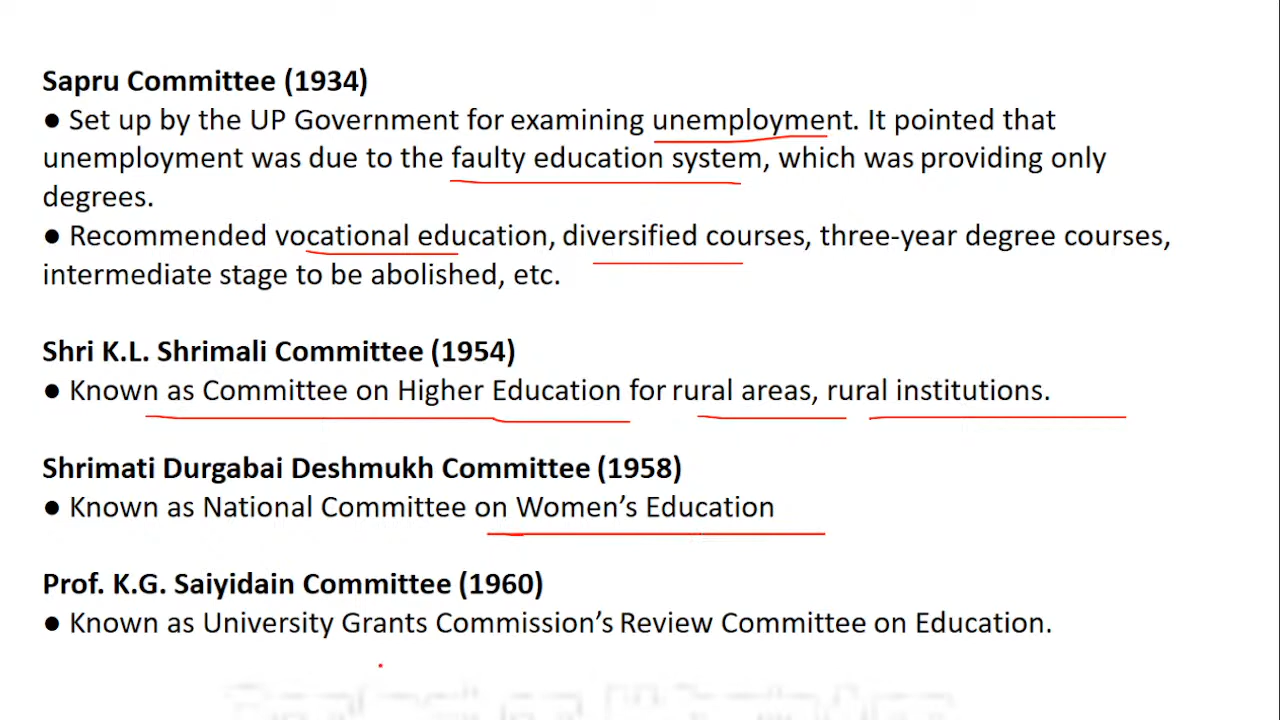 Sapru Committee (1934)
● Set up by the UP Government for examining unemployment. It pointed that
unemployment was due to the faulty education system, which was providing only
degrees.
● Recommended vocational education, diversified courses, three-year degree courses,
intermediate stage to be abolished, etc.
Shri K.L. Shrimali Committee (1954)
● Known as Committee on Higher Education for rural areas, rural institutions.
Shrimati Durgabai Deshmukh Committee (1958)
● Known as National Committee on Women’s Education
Prof. K.G. Saiyidain Committee (1960)
● Known as University Grants Commission’s Review Committee on Education.